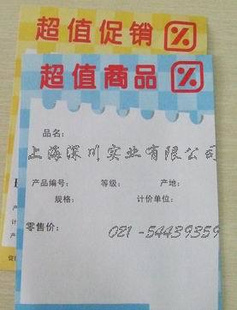 超值促销
超值商品
品名:
上海深川实业有限公司
产品编号: 等级: 产地:
规格: 计价单位:
零售价:
021-54439359